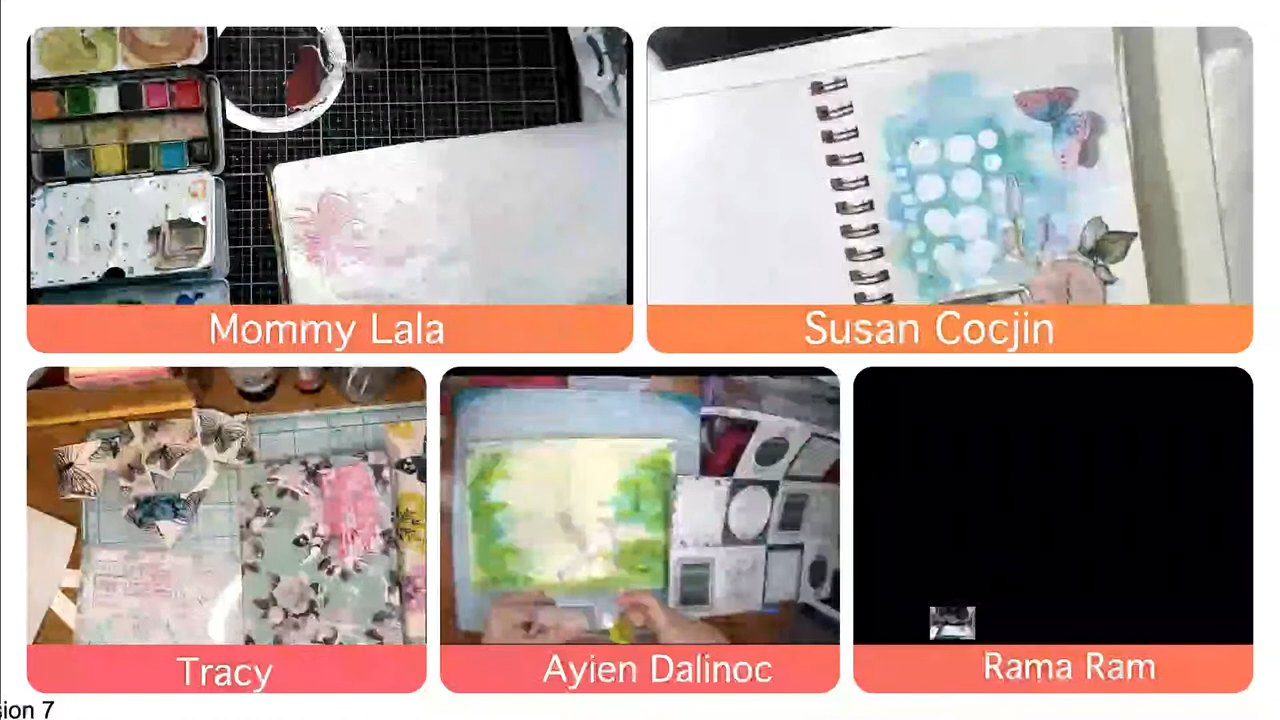 Mommy Lala
Susan Cocjin
Tracy
Ayien Dalinoc
Rama Ram
sion 7